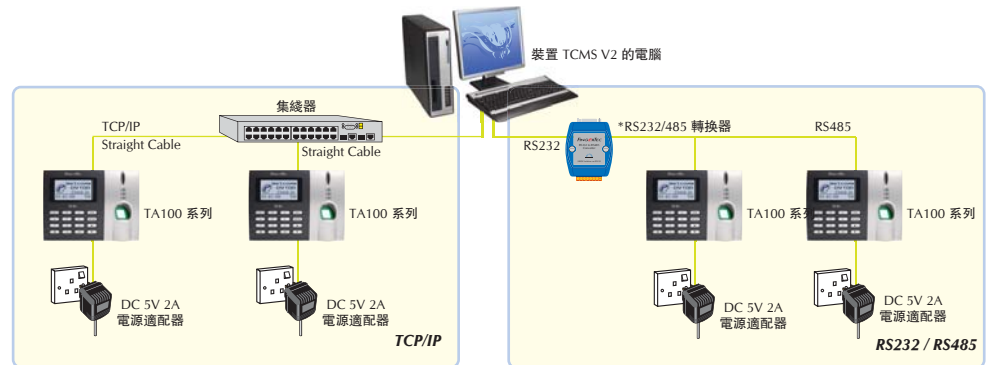 裝置 TCMS V2 的電腦
集綫器
TCP/IP
Straight Cable
Straight Cable
RS232
*RS232/485 轉換器
RS485
TA100 系列
TA100 系列
TA100 系列
TA100 系列
DC 5V 2A
電源適配器
DC 5V 2A
電源適配器
DC 5V 2A
電源適配器
DC 5V 2A
電源適配器
TCP/IP
RS232 / RS485